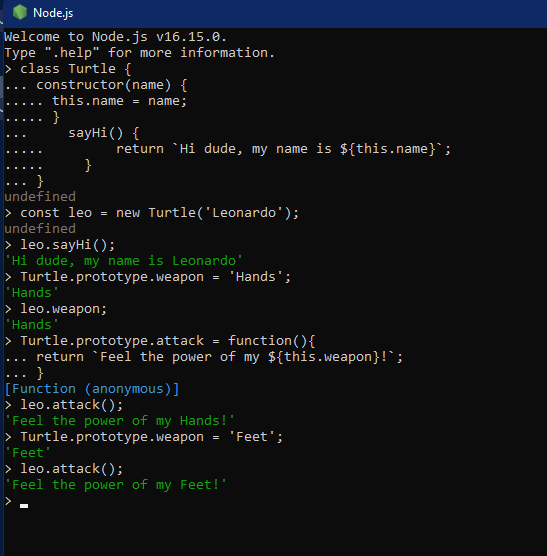 Node.js
Welcome to Node.js v16.15.0.
Type ".help" for more information.
> class Turtle {
... constructor(name) {
..... this.name = name;
..... }
...     sayHi() {
.....         return `Hi dude, my name is ${this.name}`;
.....     }
... }
undefined
> const leo = new Turtle('Leonardo');
undefined
> leo.sayHi();
'Hi dude, my name is Leonardo'
> Turtle.prototype.weapon = 'Hands';
'Hands'
> leo.weapon;
'Hands'
> Turtle.prototype.attack = function(){
... return `Feel the power of my ${this.weapon}!`;
... }
[Function (anonymous)]
> leo.attack();
'Feel the power of my Hands!'
> Turtle.prototype.weapon = 'Feet';
'Feet'
> leo.attack();
'Feel the power of my Feet!'
>